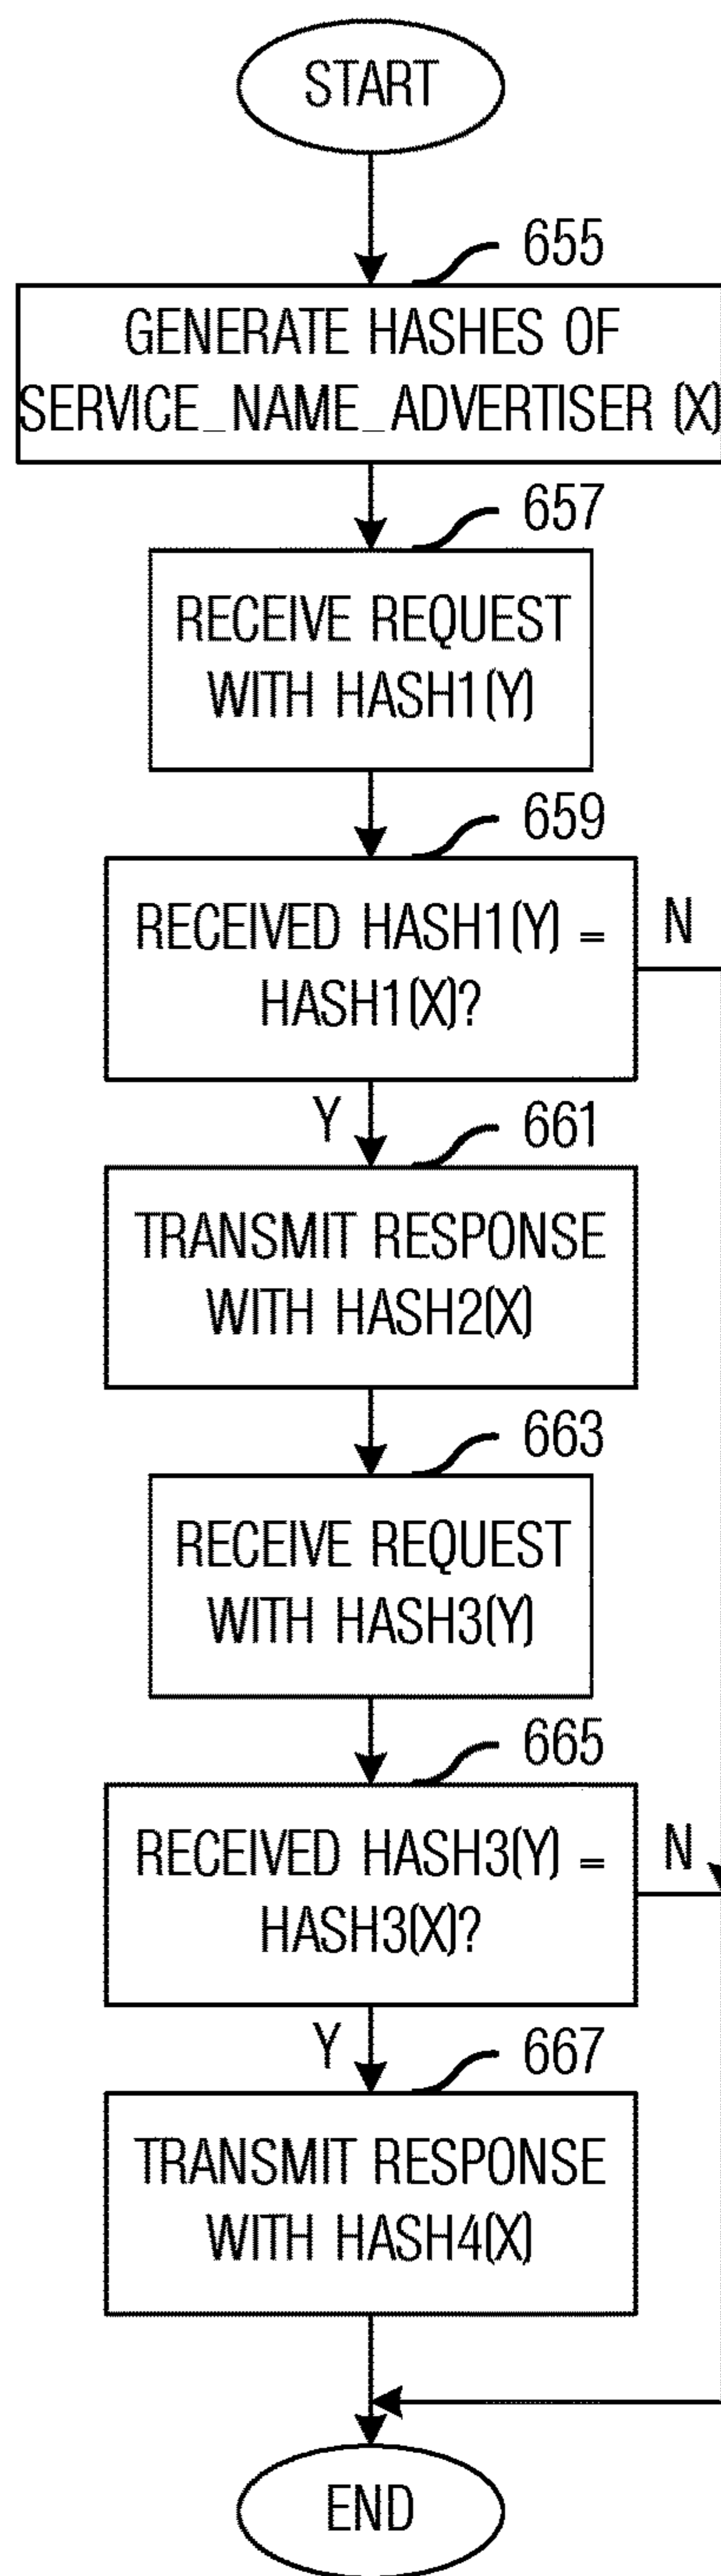 START
655
GENERATE HASHES OF
SERVICE_NAME_ADVERTISER (X)
657
RECEIVE REQUEST
WITH HASH1(Y)
659
RECEIVED HASH1(Y) =
HASH1(X)?
N
Y
661
TRANSMIT RESPONSE
WITH HASH2(X)
663
RECEIVE REQUEST
WITH HASH3(Y)
665
RECEIVED HASH3(Y) =
HASH3(X)?
N
Y
667
TRANSMIT RESPONSE
WITH HASH4(X)
END